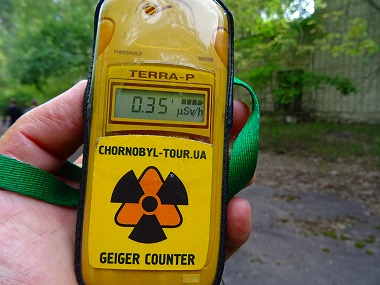 THRESHOLD MODE
TERRA-P
0.35'
µSv/h
CHORNOBYL-TOUR.UA
GEIGER COUNTER